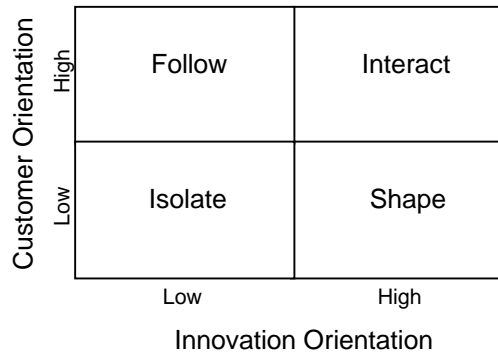 Customer Orientation
High
Follow
Interact
Low
Isolate
Shape
Low
High
Innovation Orientation